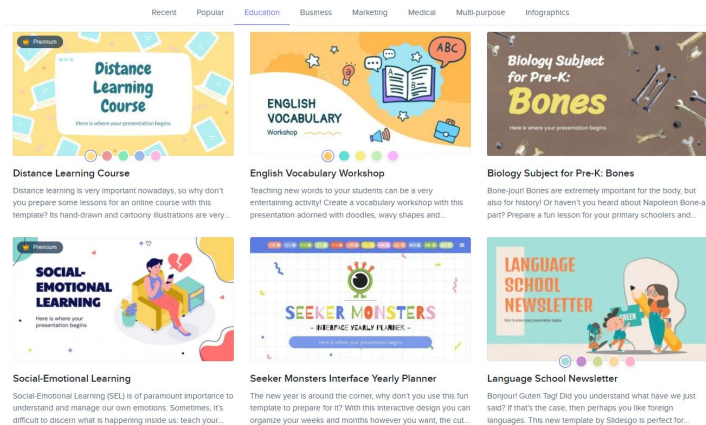 Recent Popular Education Business Marketing Medical Multi-purpose Infographics
Premium
Distance
Learning
Course
Here is where your presentation begins
ABC
ENGLISH
VOCABULARY
Workshop
Biology Subject
for Pre-K:
Bones
Here is where your presentation begins
Distance Learning Course
Distance learning is very important nowadays, so why don't
you prepare some lessons for an online course with this
template? Its hand-drawn and cartoony illustrations are very...
English Vocabulary Workshop
Teaching new words to your students can be a very
entertaining activity! Create a vocabulary workshop with this
presentation adorned with doodles, wavy shapes and...
Biology Subject for Pre-K: Bones
Bone-jour! Bones are extremely important for the body, but
also for history! Or haven't you heard about Napoleon Bone-a
part? Prepare a fun lesson for your primary schoolers and...
Premium
SOCIAL-
EMOTIONAL
LEARNING
Here is where your
presentation begins
SEEKER MONSTERS
- INTERFACE YEARLY PLANNER -
Here is where your presentation begins
LANGUAGE
SCHOOL
NEWSLETTER
Here is where your presentation begins
Social-Emotional Learning
Social-Emotional Learning (SEL) is of paramount importance to
understand and manage our own emotions. Sometimes, it's
difficult to discern what is happening inside us: teach your...
Seeker Monsters Interface Yearly Planner
The new year is around the corner, why don't you use this fun
template to prepare for it? With this interactive design you can
organize your weeks and months however you want, the cut...
Language School Newsletter
Bonjour! Guten Tag! Did you understand what we have just
said? If that's the case, then perhaps you like foreign
languages. This new template by Slidesgo is perfect for...